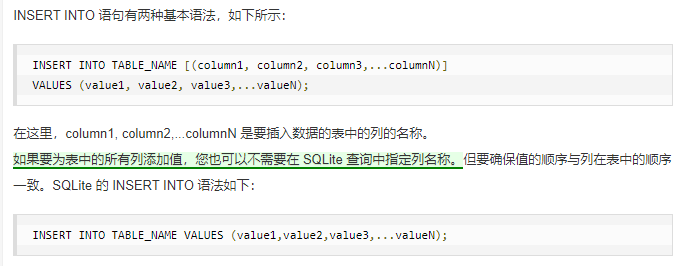 INSERT INTO 语句有两种基本语法，如下所示：
INSERT INTO TABLE_NAME [(column1, column2, column3,...columnN)]
VALUES (value1, value2, value3,...valueN);
在这里，column1, column2,...columnN 是要插入数据的表中的列的名称。
如果要为表中的所有列添加值，您也可以不需要在 SQLite 查询中指定列名称。但要确保值的顺序与列在表中的顺序
一致。SQLite 的 INSERT INTO 语法如下：
INSERT INTO TABLE_NAME VALUES (value1,value2,value3,...valueN);